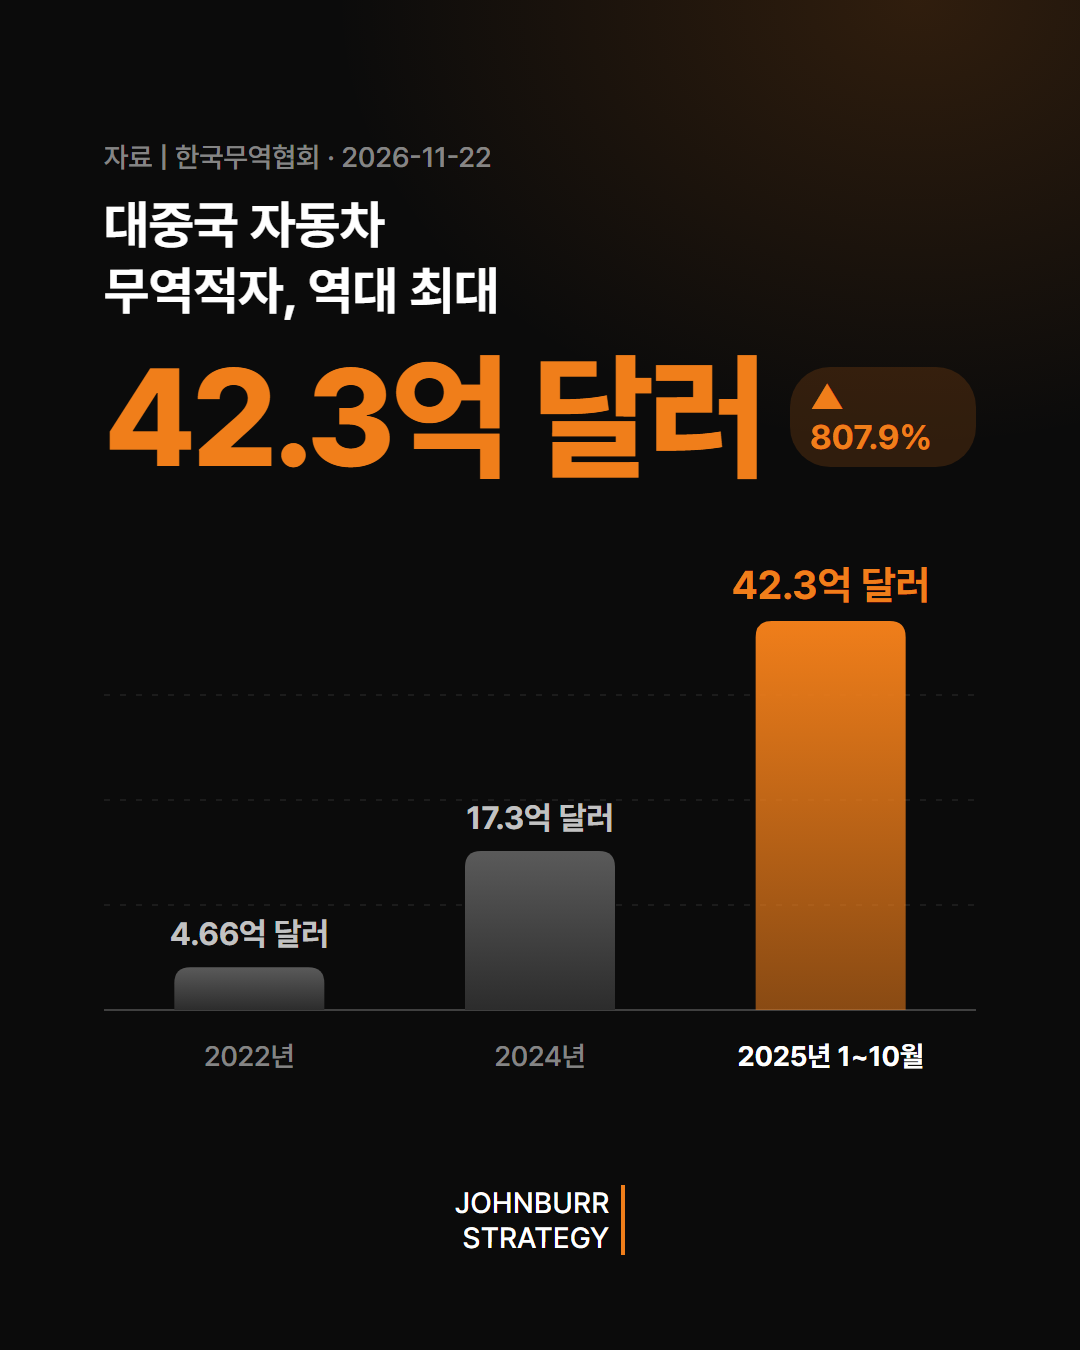 자료 | 한국무역협회 · 2026-11-22
대중국 자동차
무역적자, 역대 최대
42.3억 달러
▲
807.9%
42.3억 달러
17.3억 달러
4.66억 달러
2022년
2024년
2025년 1~10월
JOHNBURR
STRATEGY